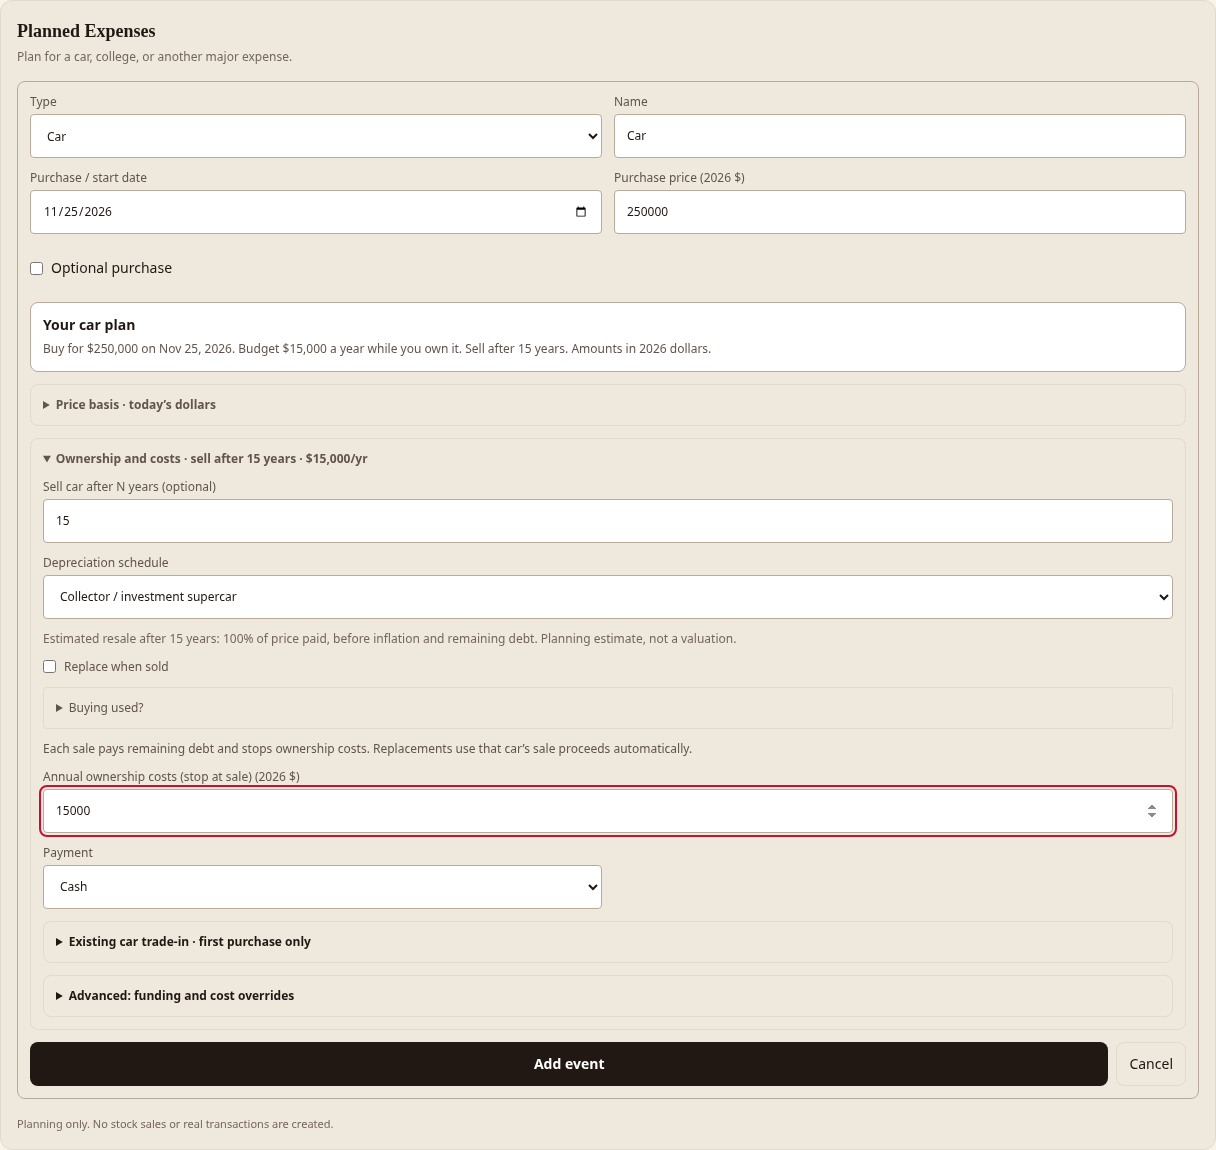 Planned Expenses
Plan for a car, college, or another major expense.
Type
Name
Car
Car
Purchase / start date
Purchase price (2026 $)
11/25/2026
250000
Optional purchase
Your car plan
Buy for $250,000 on Nov 25, 2026. Budget $15,000 a year while you own it. Sell after 15 years. Amounts in 2026 dollars.
Price basis · today’s dollars
Ownership and costs · sell after 15 years · $15,000/yr
Sell car after N years (optional)
15
Depreciation schedule
Collector / investment supercar
Estimated resale after 15 years: 100% of price paid, before inflation and remaining debt. Planning estimate, not a valuation.
Replace when sold
Buying used?
Each sale pays remaining debt and stops ownership costs. Replacements use that car’s sale proceeds automatically.
Annual ownership costs (stop at sale) (2026 $)
15000
Payment
Cash
Existing car trade-in · first purchase only
Advanced: funding and cost overrides
Add event
Cancel
Planning only. No stock sales or real transactions are created.